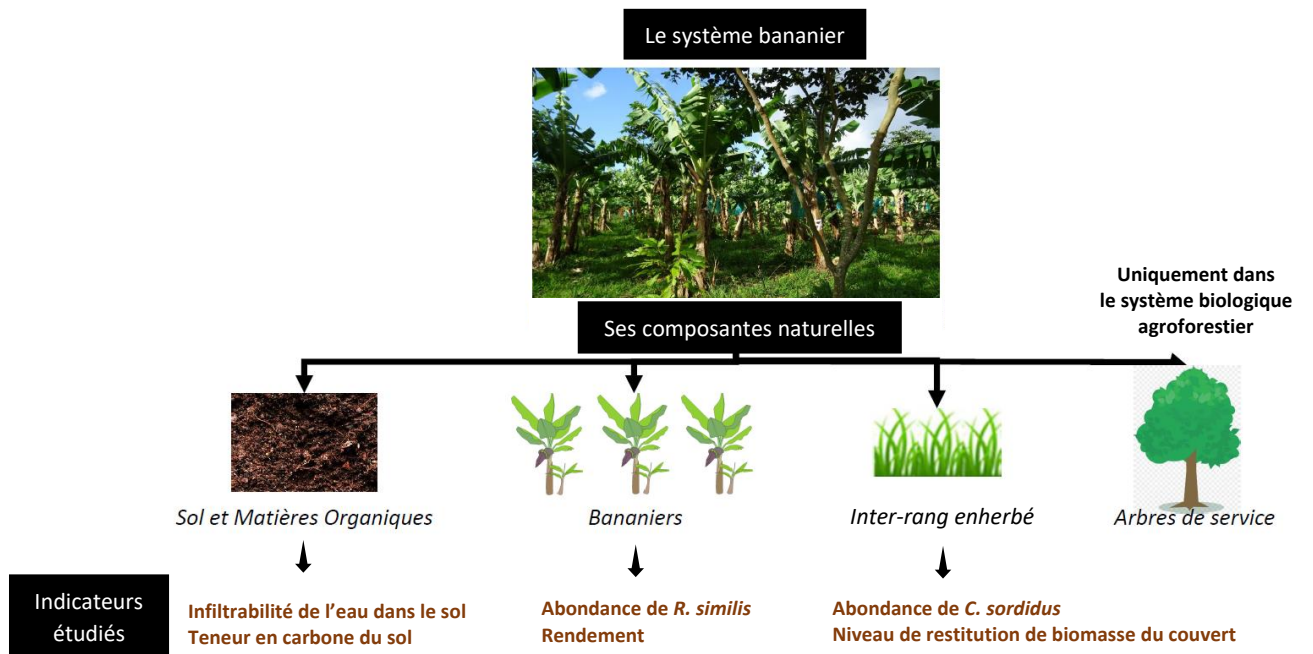 Le système bananier
Ses composantes naturelles
Uniquement dans
le système biologique
agroforestier
Sol et Matières Organiques
Bananiers
Inter-rang enherbé
Arbres de service
Indicateurs
étudiés
Infiltrabilité de l'eau dans le sol
Teneur en carbone du sol
Abondance de R. similis
Rendement
Abondance de C. sordidus
Niveau de restitution de biomasse du couvert